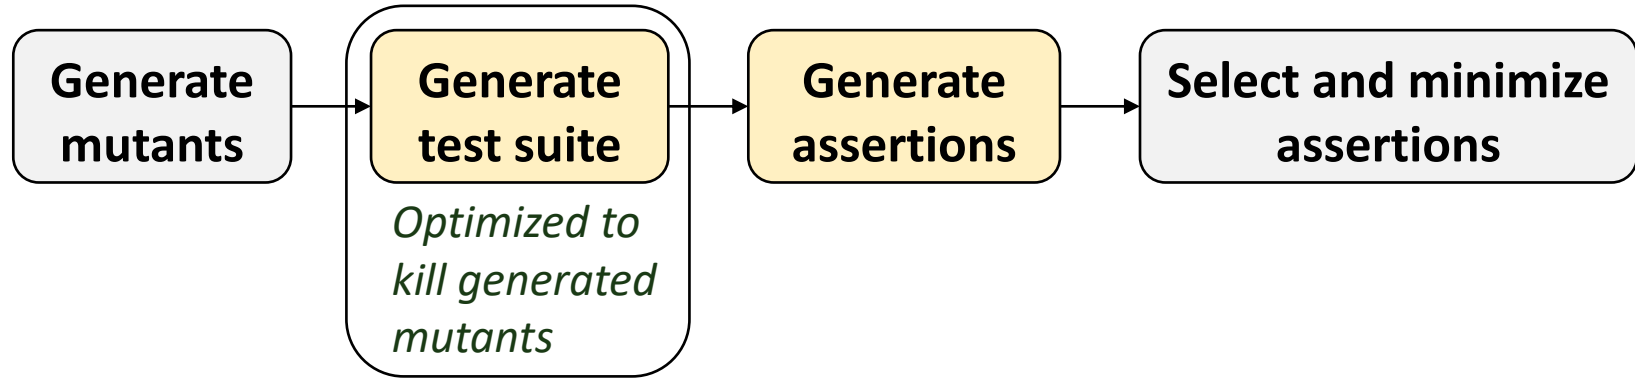 Generate
mutants
Generate
test suite
Optimized to
kill generated
mutants
Generate
assertions
Select and minimize
assertions